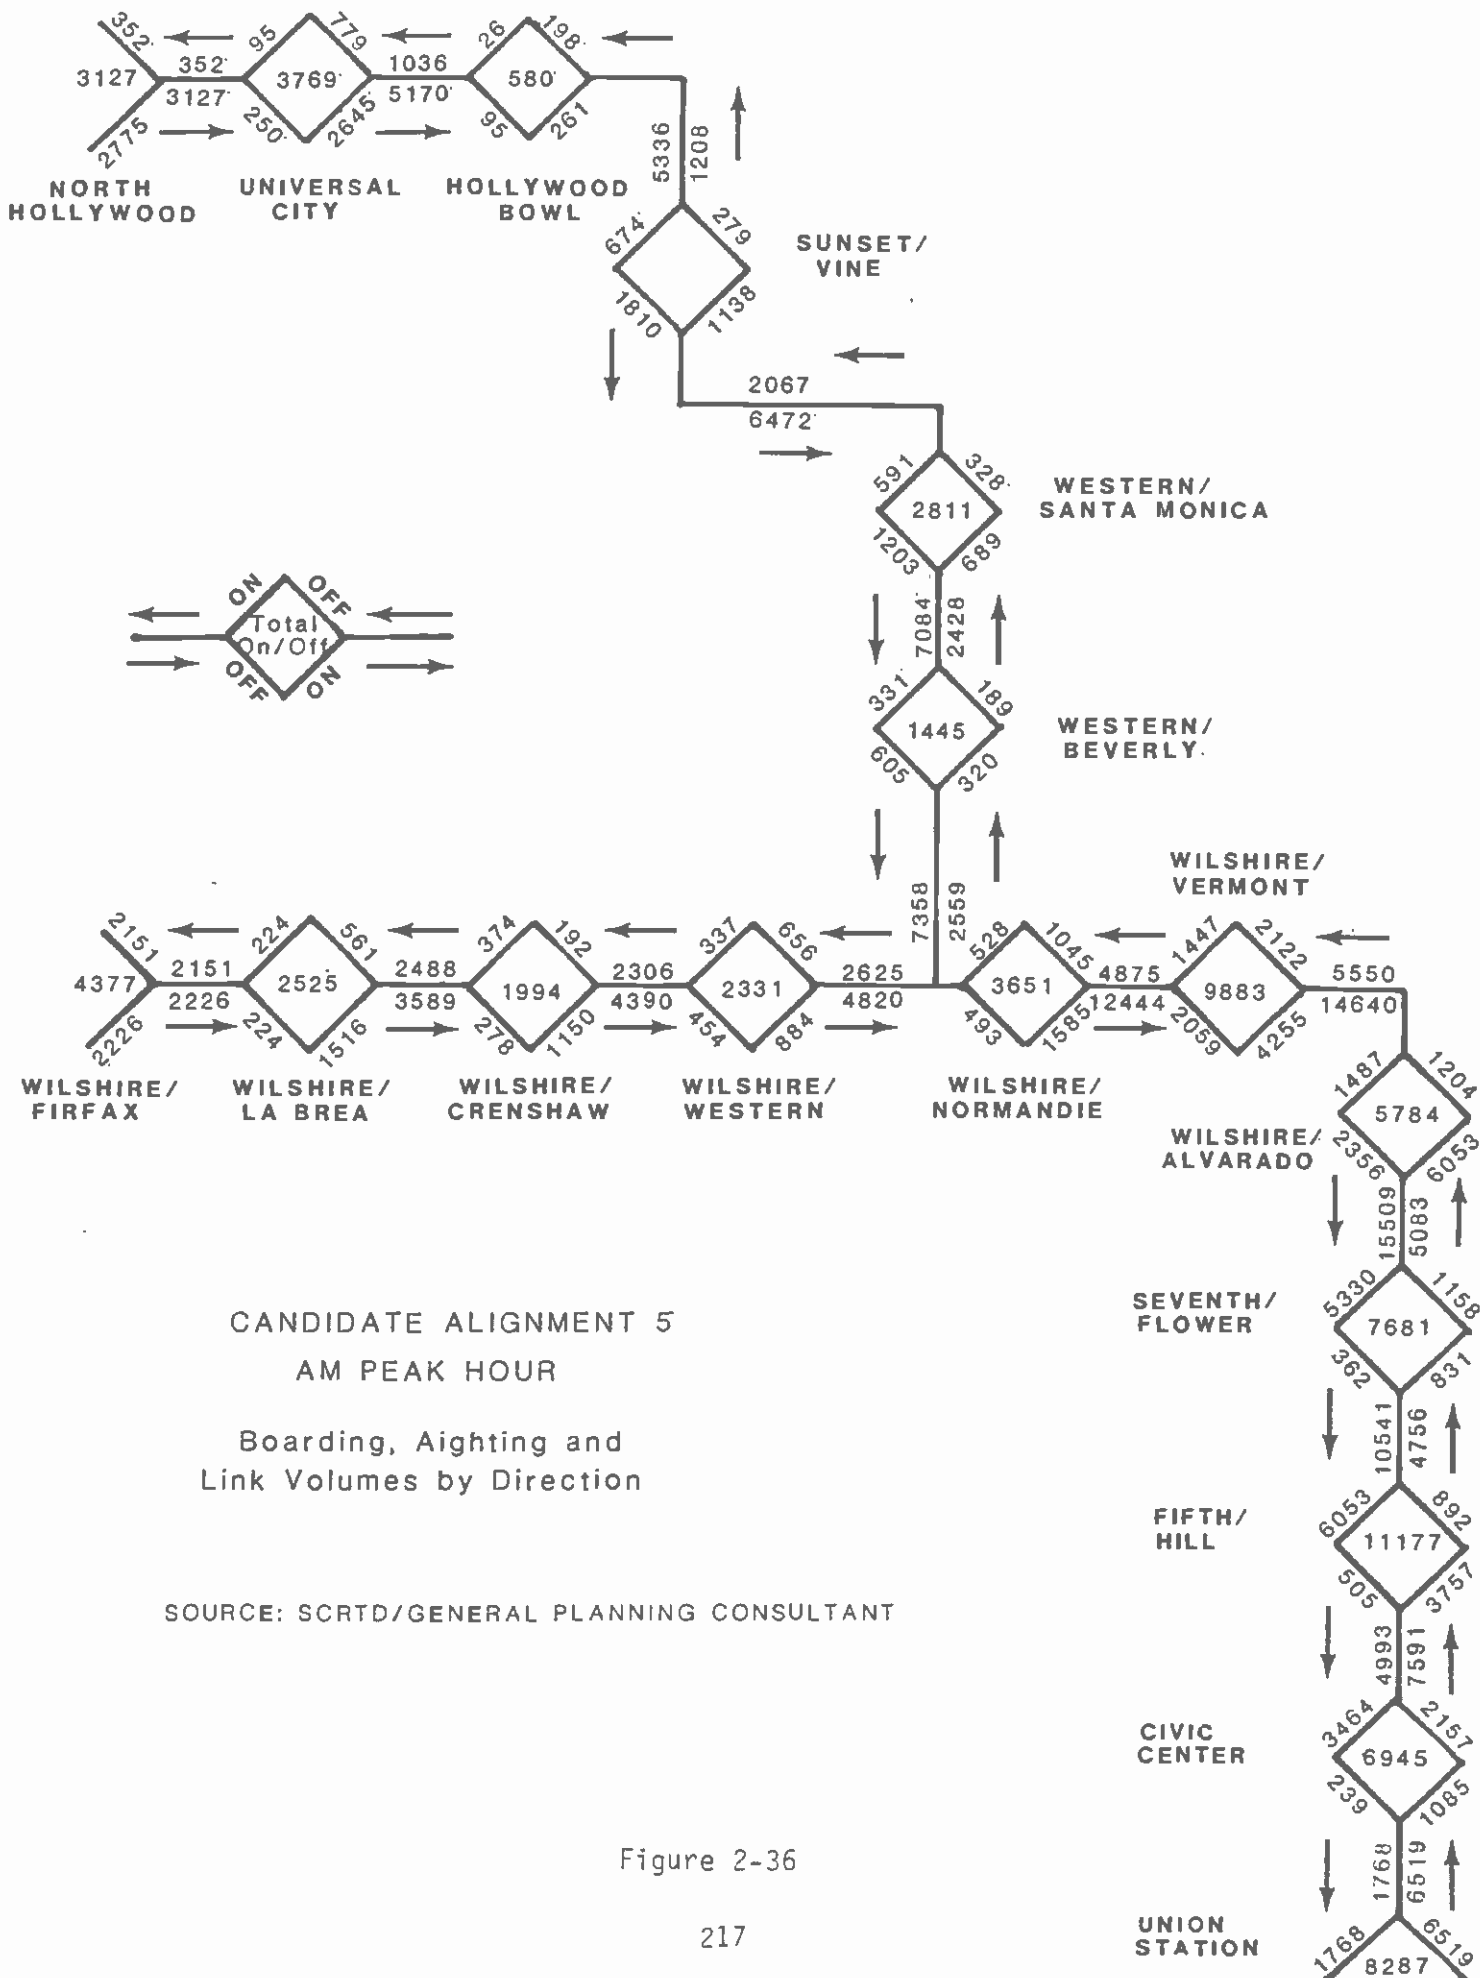 352
95
779
26
198
3127
352
3127
3769
1036
5170
580
2775
250
2645
95
261
NORTH
HOLLYWOOD
UNIVERSAL
CITY
HOLLYWOOD
BOWL
5336
1208
674
279
1810
1138
SUNSET/
VINE
2067
6472
591
328
2811
1203
689
WESTERN/
SANTA MONICA
ON
OFF
Total
On/Off
OFF
ON
7084
2428
331
189
1445
605
320
WESTERN/
BEVERLY
7358
2559
WILSHIRE/
VERMONT
2151
224
561
374
192
337
656
528
1045
1447
2122
4377
2151
2226
2525
2488
3589
1994
2306
4390
2331
2625
4820
3651
4875
12444
9883
5550
14640
2226
224
1516
278
1150
454
884
493
1585
2059
4255
WILSHIRE/
FIRFAX
WILSHIRE/
LA BREA
WILSHIRE/
CRENSHAW
WILSHIRE/
WESTERN
WILSHIRE/
NORMANDIE
1487
1204
5784
2356
6053
WILSHIRE/
ALVARADO
15509
5083
SEVENTH/
FLOWER
5330
1158
7681
362
831
CANDIDATE ALIGNMENT 5
AM PEAK HOUR
Boarding, Aighting and
Link Volumes by Direction
10541
4756
FIFTH/
HILL
6053
892
11177
505
3757
SOURCE: SCRTD/GENERAL PLANNING CONSULTANT
4993
7591
CIVIC
CENTER
3464
2157
6945
239
1085
1768
6519
Figure 2-36
217
UNION
STATION
1768
6519
8287